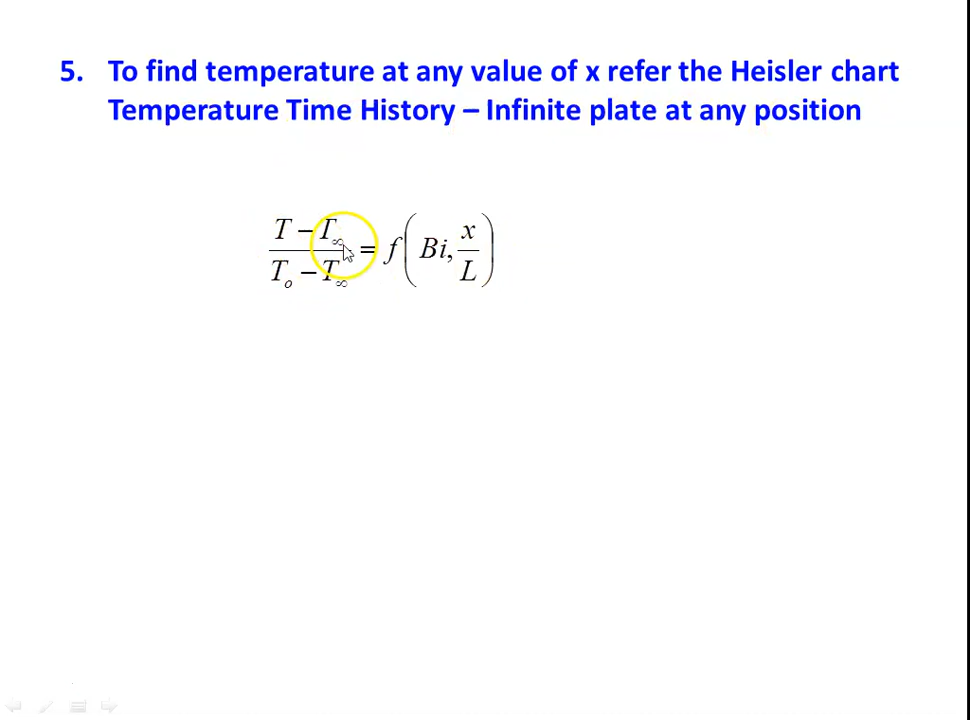 5. To find temperature at any value of x refer the Heisler chart
Temperature Time History – Infinite plate at any position
(T − T∞)/(Tₒ − T∞) = f(Bi, x/L)